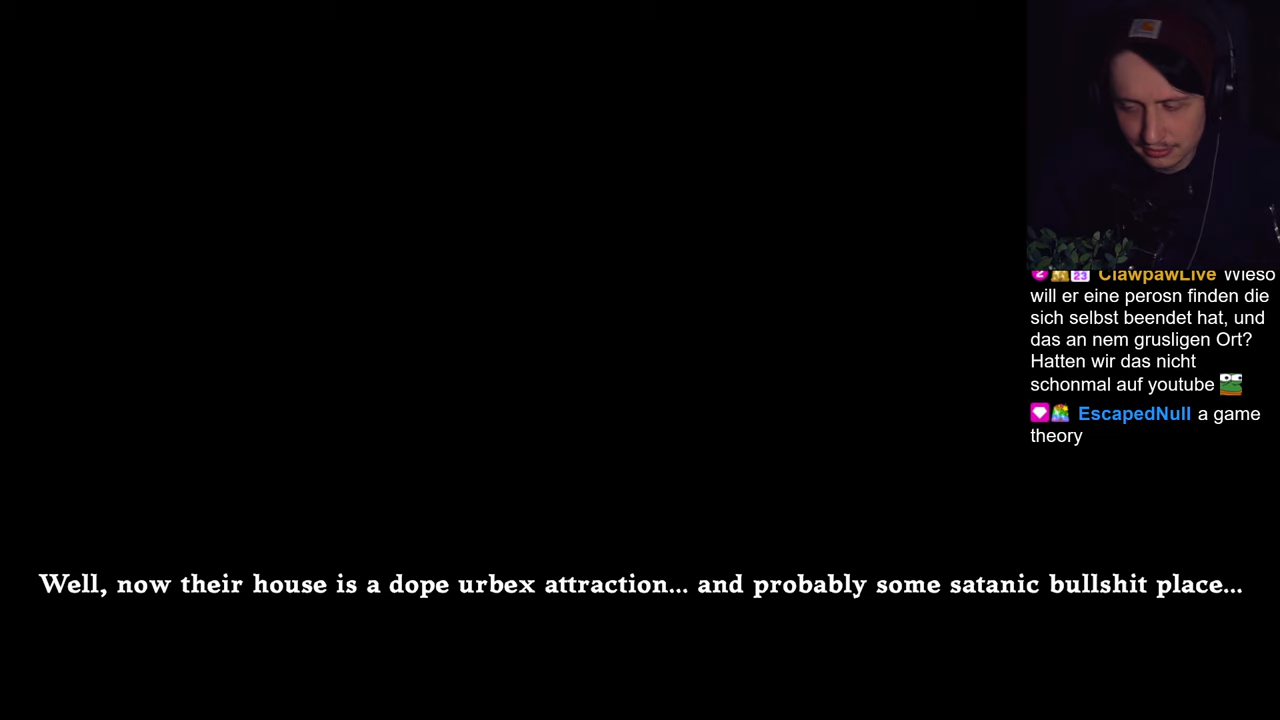 23 ClawpawLive Wieso
will er eine perosn finden die
sich selbst beendet hat, und
das an nem grusligen Ort?
Hatten wir das nicht
schonmal auf youtube
EscapedNull a game
theory
Well, now their house is a dope urbex attraction... and probably some satanic bullshit place...